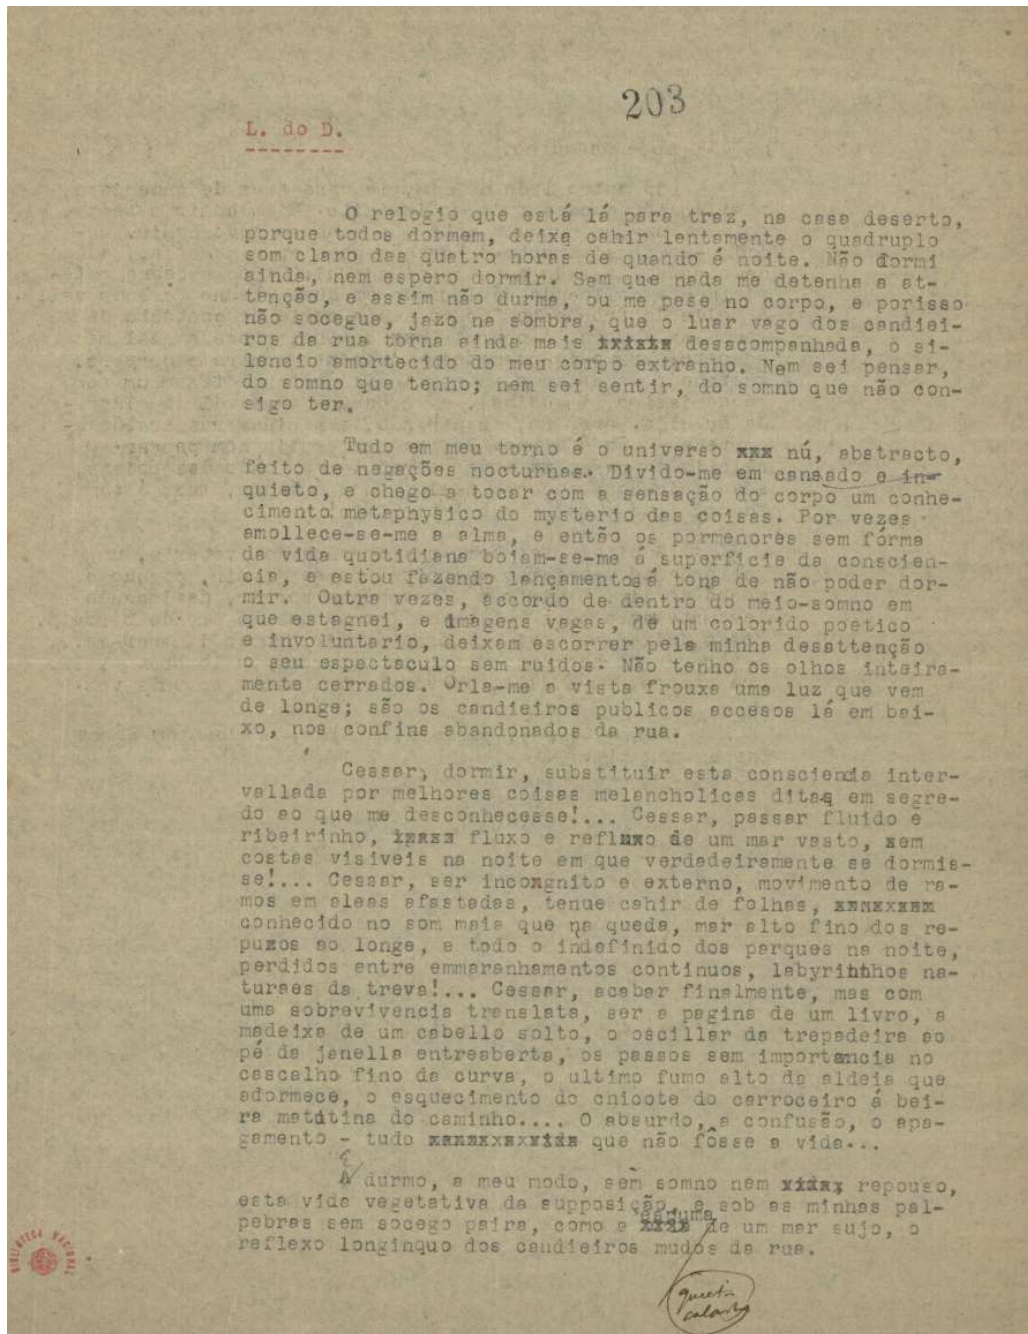 203
L. do D.
--------
O relogio que está lá para traz, na casa deserto,
porque todos dormem, deixa cahir lentamente o quadruplo
som claro das quatro horas de quando é noite. Não dormi
ainda, nem espero dormir. Sem que nada me detenha a at-
tenção, e assim não durma, ou me pese no corpo, e porisso
não socegue, jazo na sombra, que o luar vago dos candiei-
ros da rua torna ainda mais desacompanhada, o si-
lencio amortecido do meu corpo extranho. Nem sei pensar,
do somno que tenho; nem sei sentir, do somno que não con-
sigo ter.
Tudo em meu torno é o universo xxx nú, abstracto,
feito de negações nocturnas. Divido-me em cansado e in-
quieto, e chego a tocar com a sensação do corpo um conhe-
cimento metaphysico do mysterio das coisas. Por vezes
amollece-se-me a alma, e então os pormenores sem fórma
da vida quotidiana boiam-se-me á superficie da conscien-
cia, e estou fazendo lançamentos á tona de não poder dor-
mir. Outra vezes, accordo de dentro do meio-somno em
que estagnei, e imagens vagas, de um colorido poetico
e involuntario, deixam escorrer pela minha desattenção
o seu espectaculo sem ruidos. Não tenho os olhos inteira-
mente cerrados. Orla-me a vista frouxa uma luz que vem
de longe; são os candieiros publicos accesos lá em bai-
xo, nos confins abandonados da rua.
Cessar, dormir, substituir esta consciencia inter-
vallada por melhores coisas melancholicas ditas em segre-
do ao que me desconhecesse!... Cessar, passar fluido e
ribeirinho, fluxo e refluxo de um mar vasto, em
costas visiveis na noite em que verdadeiramente se dormis-
se!... Cessar, ser incognito e externo, movimento de ra-
mos em aleas afastadas, tenue cahir de folhas,
conhecido no som mais que na queda, mar alto fino dos re-
puxos ao longe, e todo o indefinido dos parques na noite,
perdidos entre emmaranhamentos continuos, labyrinthos na-
turaes da treva!... Cessar, acabar finalmente, mas com
uma sobrevivencia translata, ser a pagina de um livro, a
madeixa de um cabello solto, o oscillar da trepadeira ao
pé da janella entreaberta, os passos sem importancia no
cascalho fino da curva, o ultimo fumo alto da aldeia que
adormece, o esquecimento do chicote do carroceiro á bei-
ra matutina do caminho.... O absurdo, a confusão, o apa-
gamento - tudo que não fôsse a vida...
E durmo, a meu modo, sem somno nem repouso,
esta vida vegetativa da supposição, e sob as minhas pal-
pebras sem socego paira, como a espuma de um mar sujo, o
reflexo longinquo dos candieiros mudos da rua.
quieta
BIBLIOTECA NACIONAL